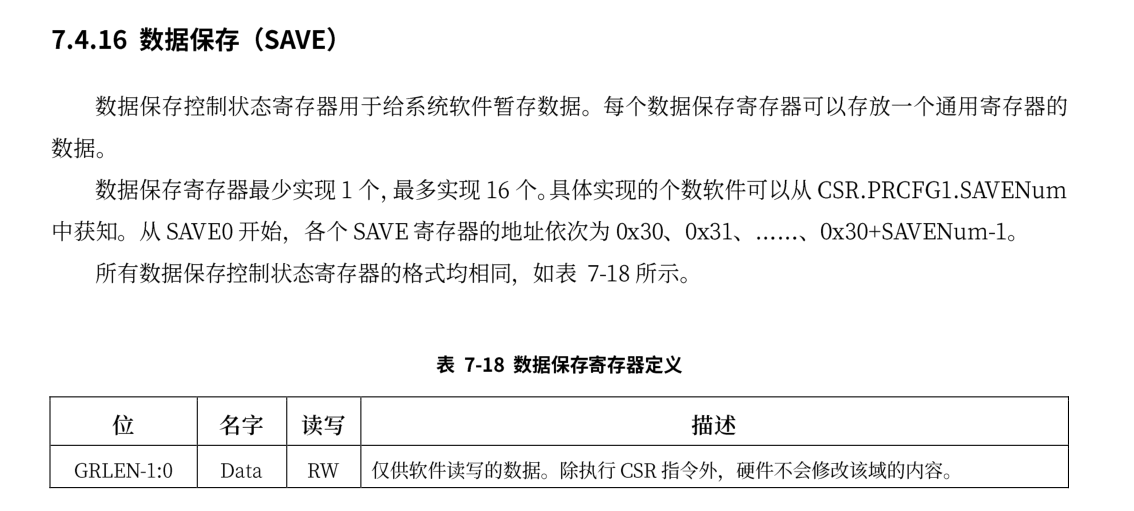 7.4.16 数据保存（SAVE）
数据保存控制状态寄存器用于给系统软件暂存数据。每个数据保存寄存器可以存放一个通用寄存器的
数据。
数据保存寄存器最少实现 1 个，最多实现 16 个。具体实现的个数软件可以从 CSR.PRCFG1.SAVENum
中获知。从 SAVE0 开始，各个 SAVE 寄存器的地址依次为 0x30、0x31、……、0x30+SAVENum-1。
所有数据保存控制状态寄存器的格式均相同，如表 7-18 所示。
表 7-18 数据保存寄存器定义
位 名字 读写 描述
GRLEN-1:0 Data RW 仅供软件读写的数据。除执行 CSR 指令外，硬件不会修改该域的内容。